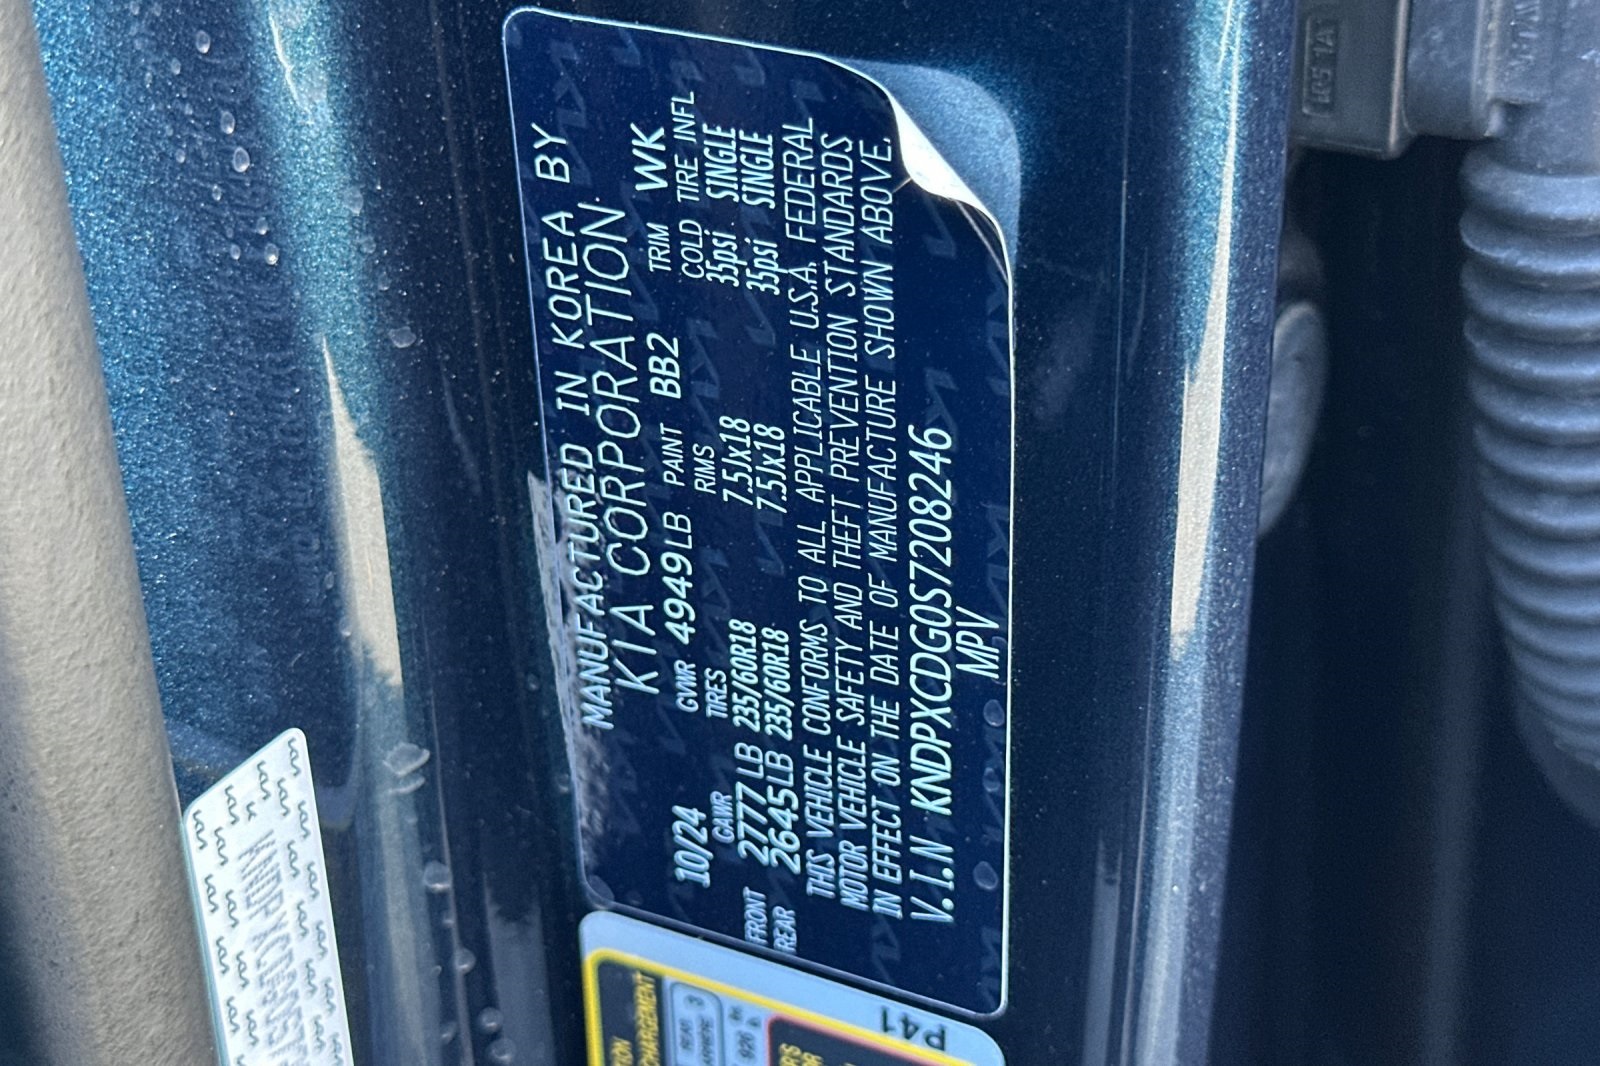 MANUFACTURED IN KOREA BY
KIA CORPORATION
10/24 GVWR 4949LB PAINT BB2 TRIM WK
GAWR TIRES RIMS COLD TIRE INFL
FRONT 2777LB 235/60R18 7.5Jx18 35psi SINGLE
REAR 2645LB 235/60R18 7.5Jx18 35psi SINGLE
THIS VEHICLE CONFORMS TO ALL APPLICABLE U.S.A. FEDERAL
MOTOR VEHICLE SAFETY AND THEFT PREVENTION STANDARDS
IN EFFECT ON THE DATE OF MANUFACTURE SHOWN ABOVE.
V.I.N KNDPXCDG0S7208246
MPV
P41